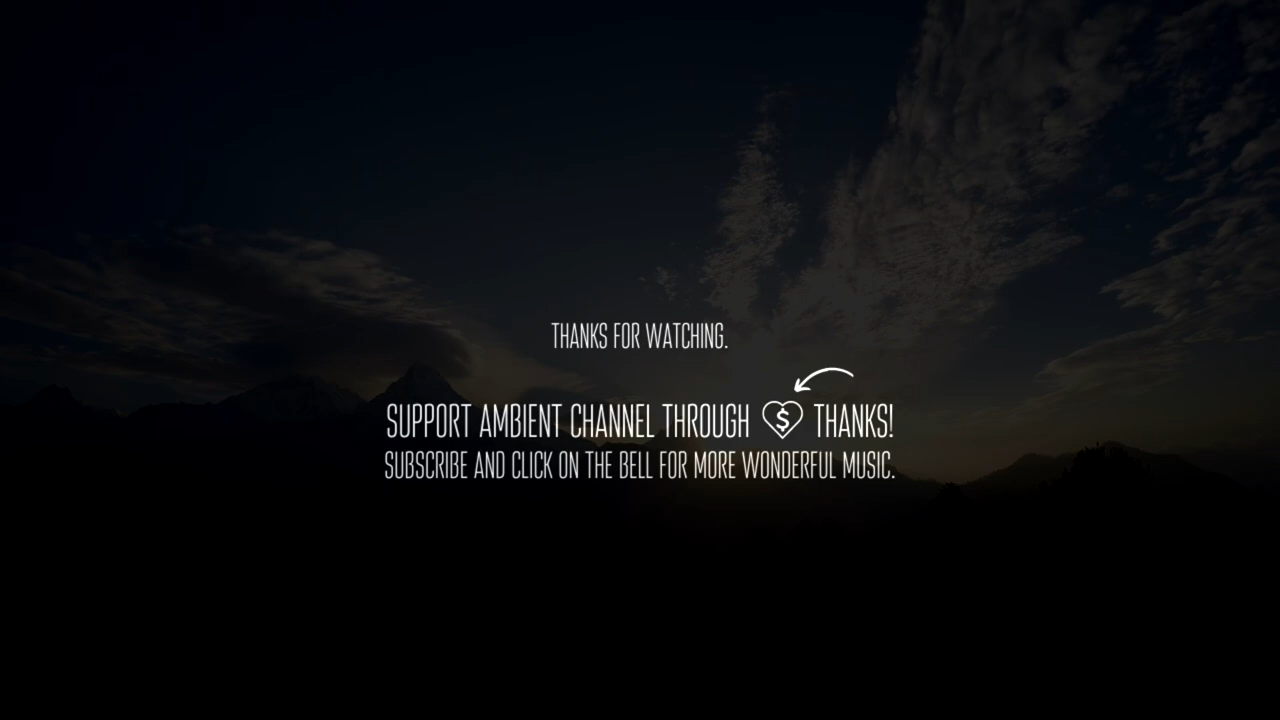 THANKS FOR WATCHING.
SUPPORT AMBIENT CHANNEL THROUGH $ THANKS!
SUBSCRIBE AND CLICK ON THE BELL FOR MORE WONDERFUL MUSIC.